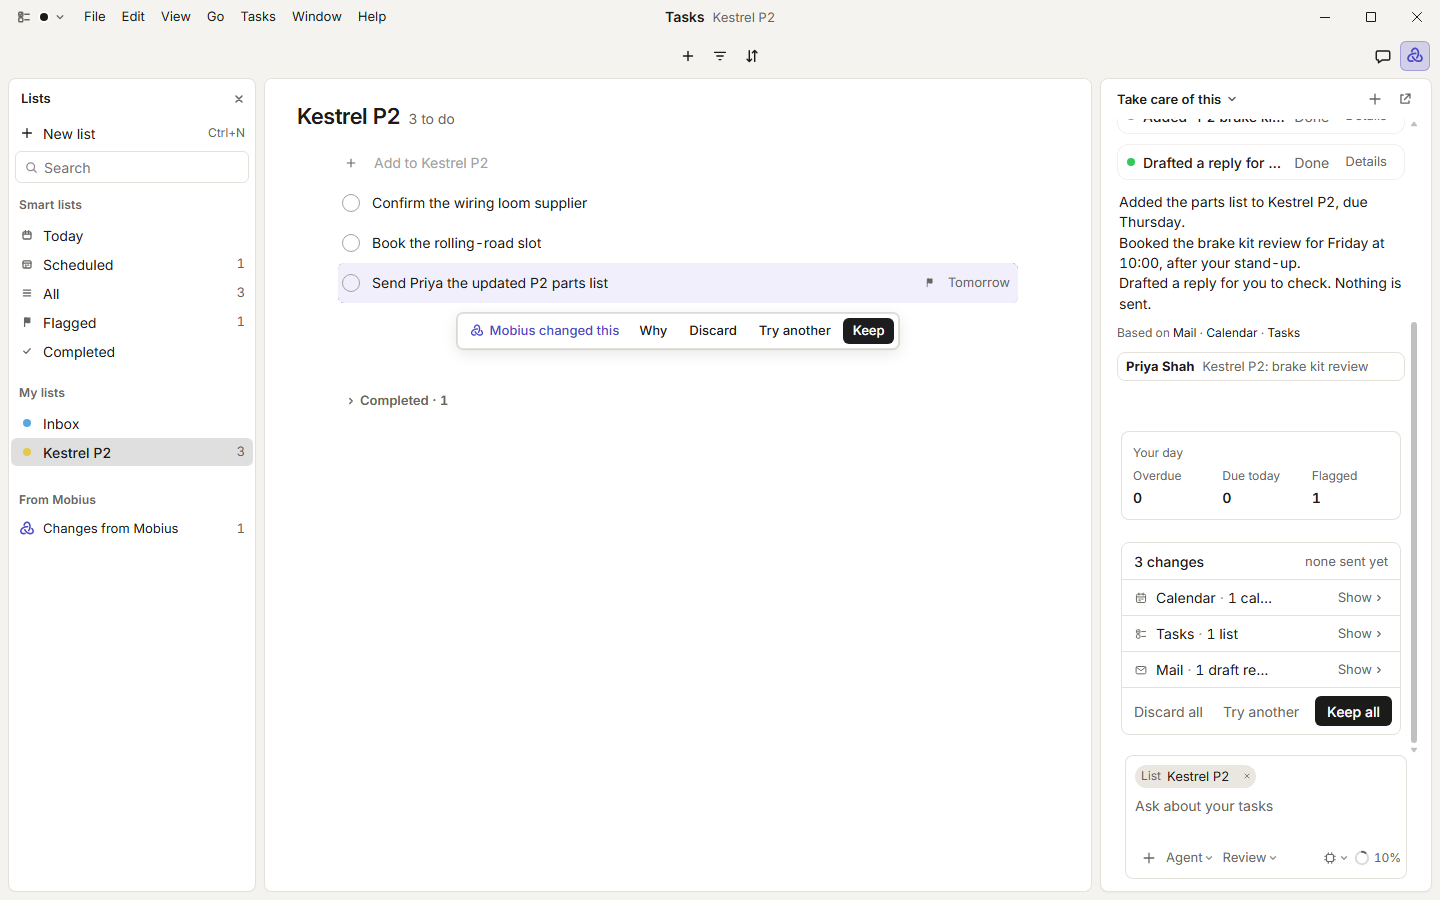 File Edit View Go Tasks Window Help
Tasks Kestrel P2
Lists
New list Ctrl+N
Search
Smart lists
Today
Scheduled 1
All 3
Flagged 1
Completed
My lists
Inbox
Kestrel P2 3
From Mobius
Changes from Mobius 1
Kestrel P2 3 to do
Add to Kestrel P2
Confirm the wiring loom supplier
Book the rolling-road slot
Send Priya the updated P2 parts list Tomorrow
Mobius changed this Why Discard Try another Keep
Completed · 1
Take care of this
Drafted a reply for ... Done Details
Added the parts list to Kestrel P2, due
Thursday.
Booked the brake kit review for Friday at
10:00, after your stand-up.
Drafted a reply for you to check. Nothing is
sent.
Based on Mail · Calendar · Tasks
Priya Shah Kestrel P2: brake kit review
Your day
Overdue Due today Flagged
0 0 1
3 changes none sent yet
Calendar · 1 cal... Show
Tasks · 1 list Show
Mail · 1 draft re... Show
Discard all Try another Keep all
List Kestrel P2 ×
Ask about your tasks
Agent Review 10%